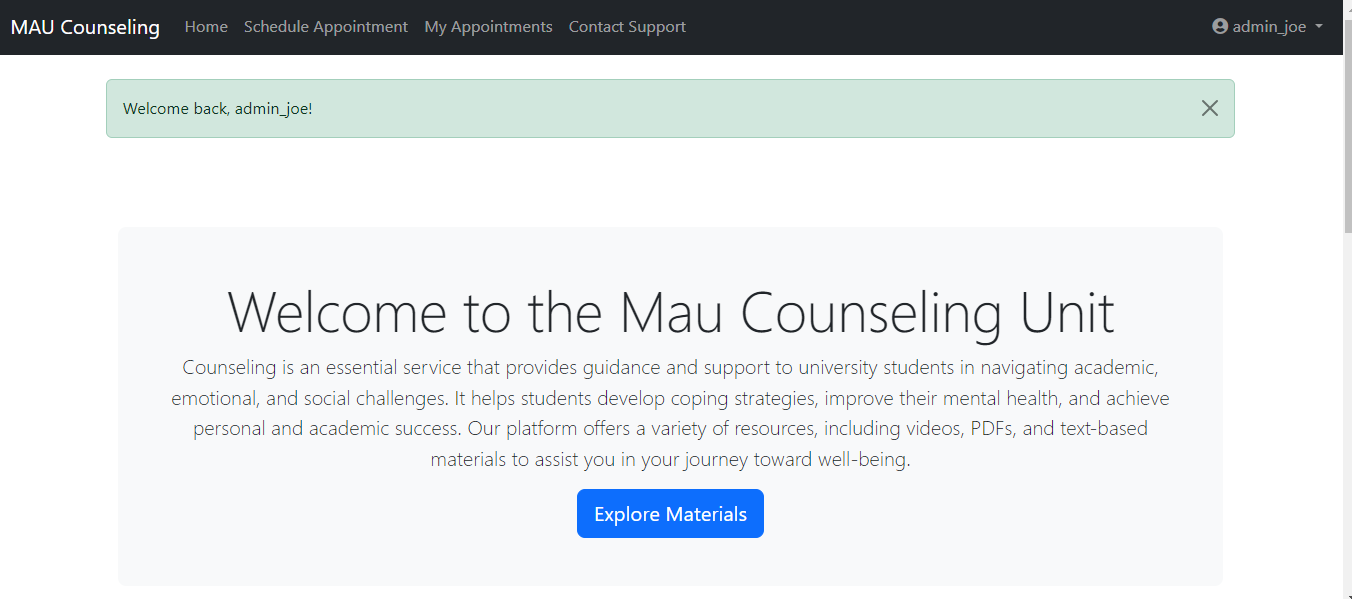 MAU Counseling Home Schedule Appointment My Appointments Contact Support admin_joe
Welcome back, admin_joe!
Welcome to the Mau Counseling Unit
Counseling is an essential service that provides guidance and support to university students in navigating academic,
emotional, and social challenges. It helps students develop coping strategies, improve their mental health, and achieve
personal and academic success. Our platform offers a variety of resources, including videos, PDFs, and text-based
materials to assist you in your journey toward well-being.
Explore Materials